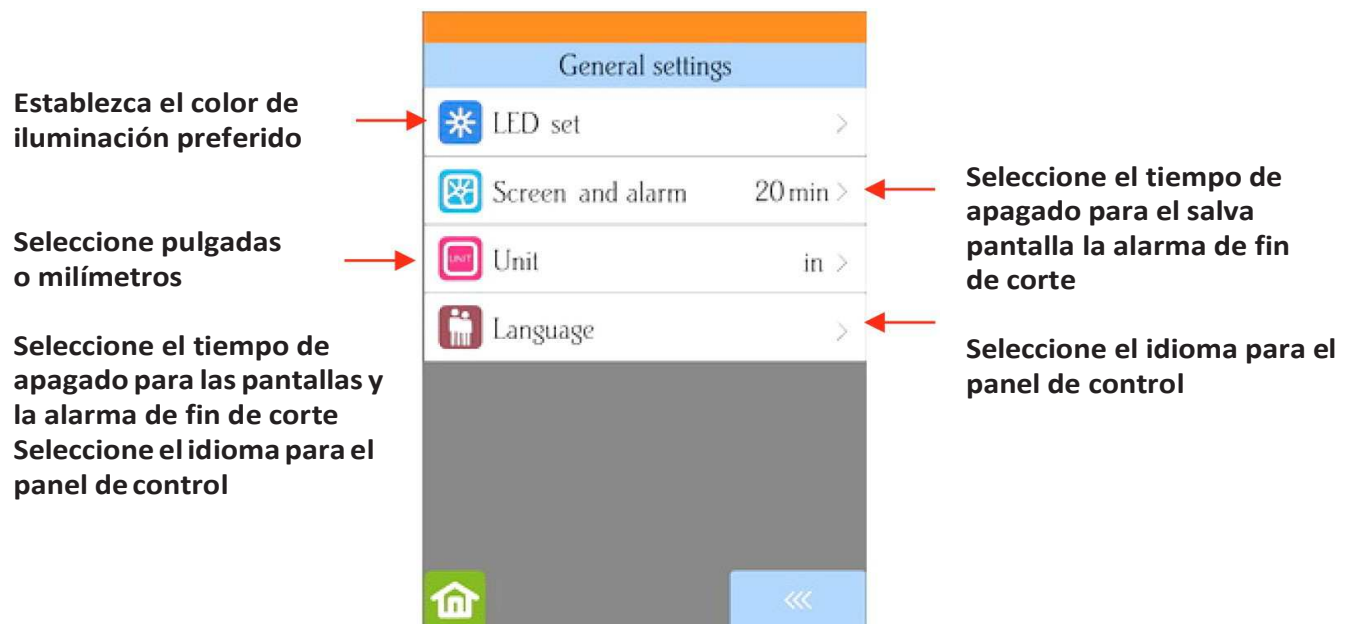 General settings
Establezca el color de
iluminación preferido
LED set
Screen and alarm 20 min
Seleccione el tiempo de
apagado para el salva
pantalla la alarma de fin
de corte
Seleccione pulgadas
o milímetros
UNIT
Unit in
Language
Seleccione el idioma para el
panel de control
Seleccione el tiempo de
apagado para las pantallas y
la alarma de fin de corte
Seleccione el idioma para el
panel de control